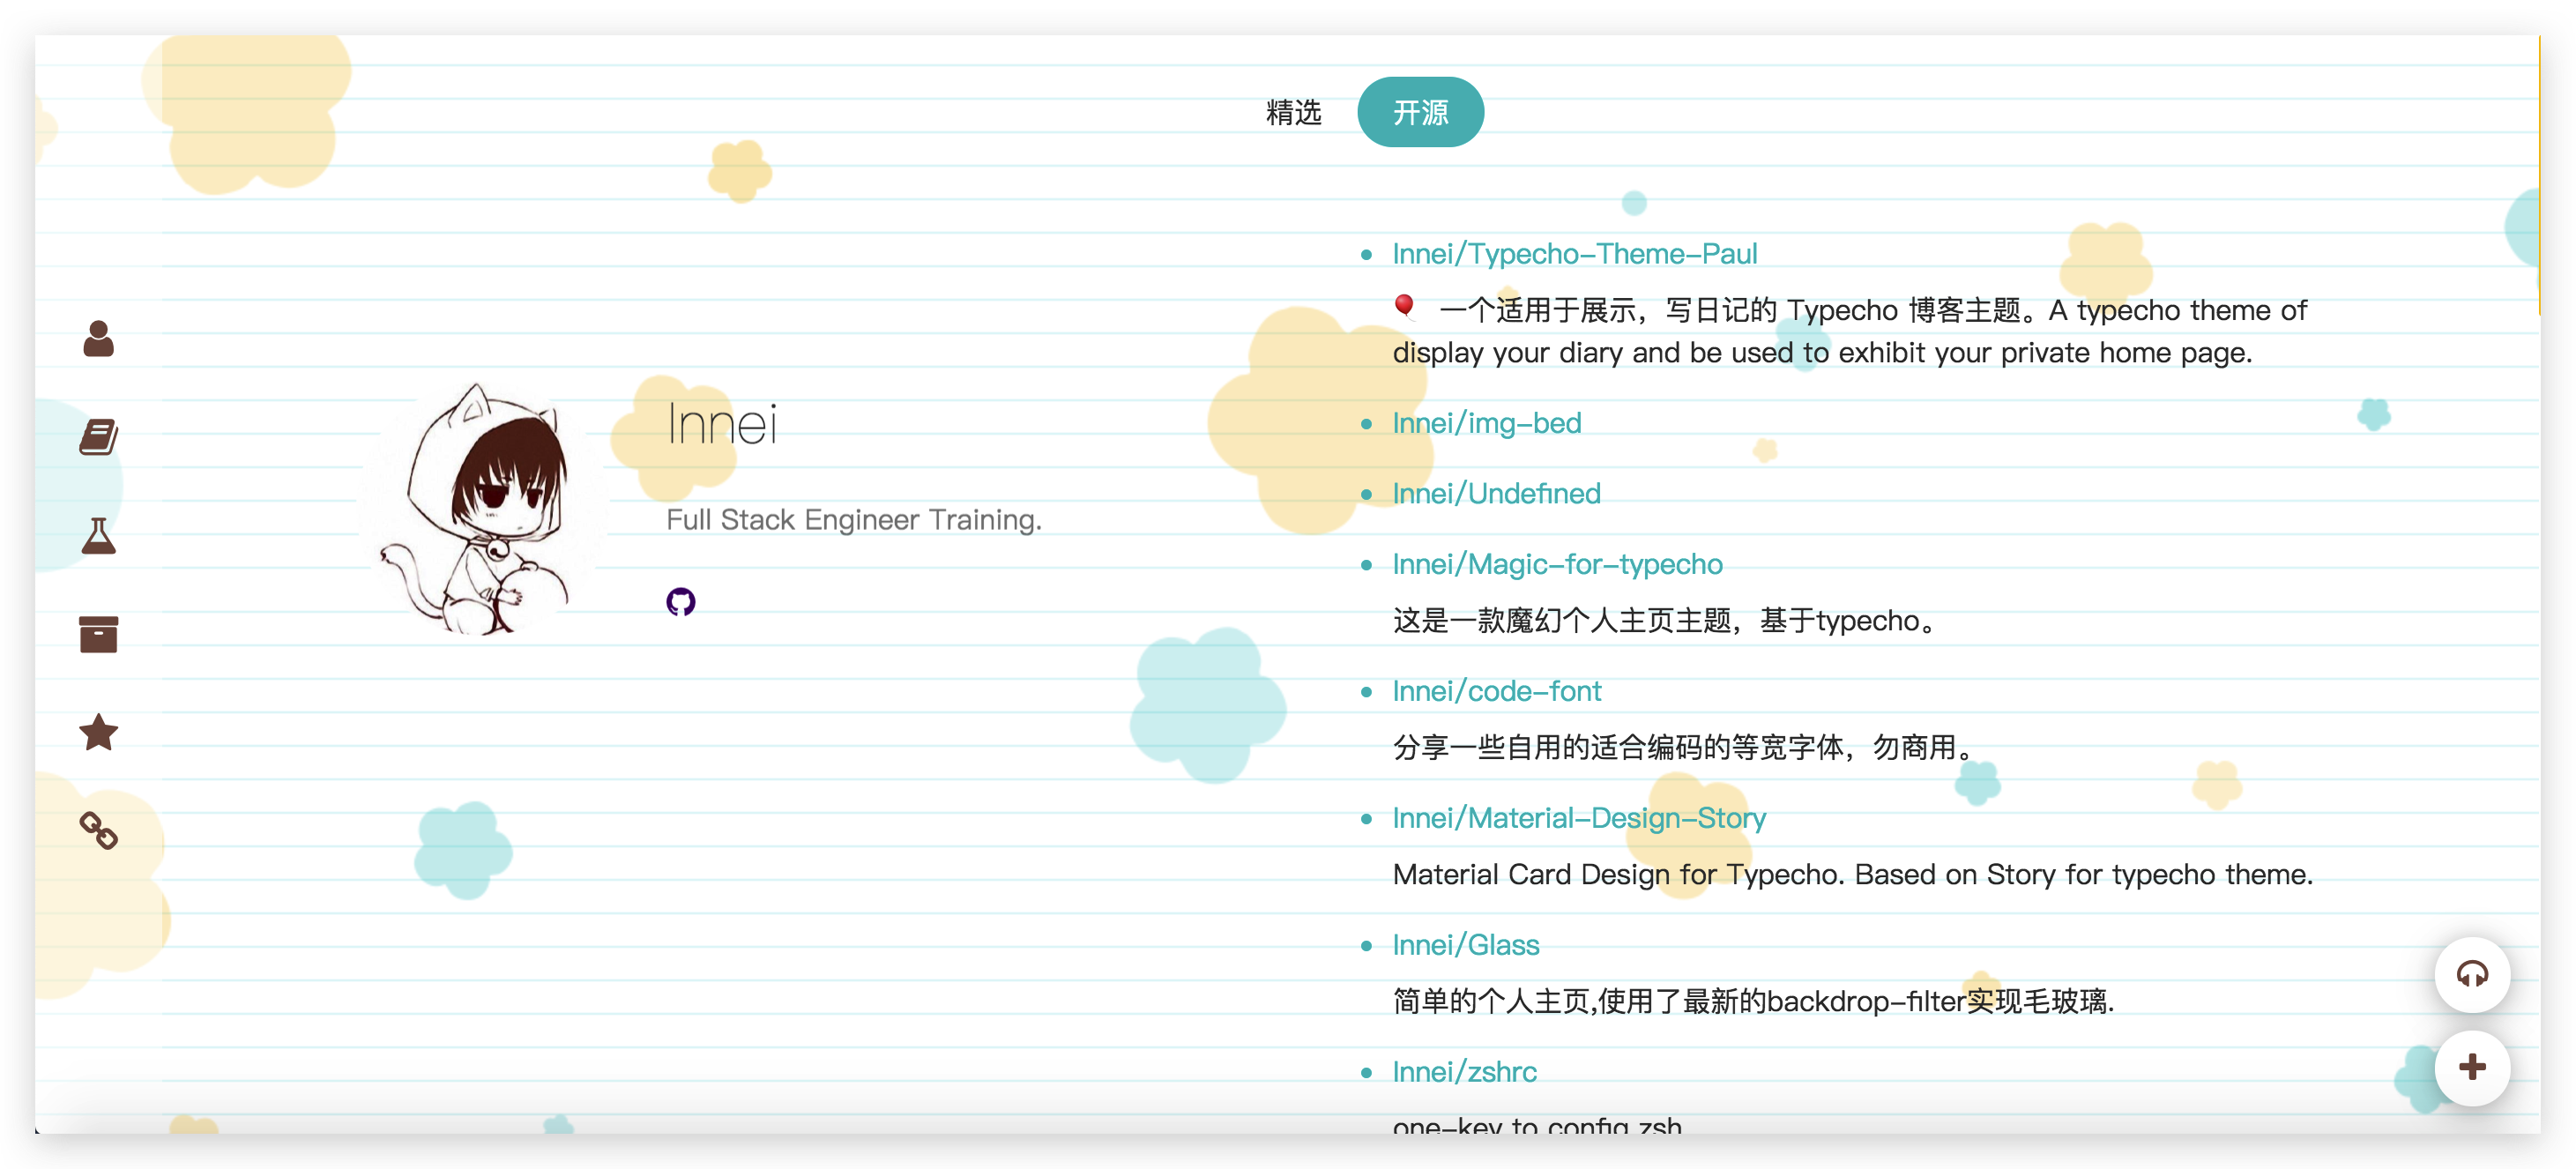 精选
开源
Innei
Full Stack Engineer Training.
Innei/Typecho-Theme-Paul
🎈 一个适用于展示，写日记的 Typecho 博客主题。A typecho theme of
display your diary and be used to exhibit your private home page.
Innei/img-bed
Innei/Undefined
Innei/Magic-for-typecho
这是一款魔幻个人主页主题，基于typecho。
Innei/code-font
分享一些自用的适合编码的等宽字体，勿商用。
Innei/Material-Design-Story
Material Card Design for Typecho. Based on Story for typecho theme.
Innei/Glass
简单的个人主页,使用了最新的backdrop-filter实现毛玻璃.
Innei/zshrc
one-key to config zsh